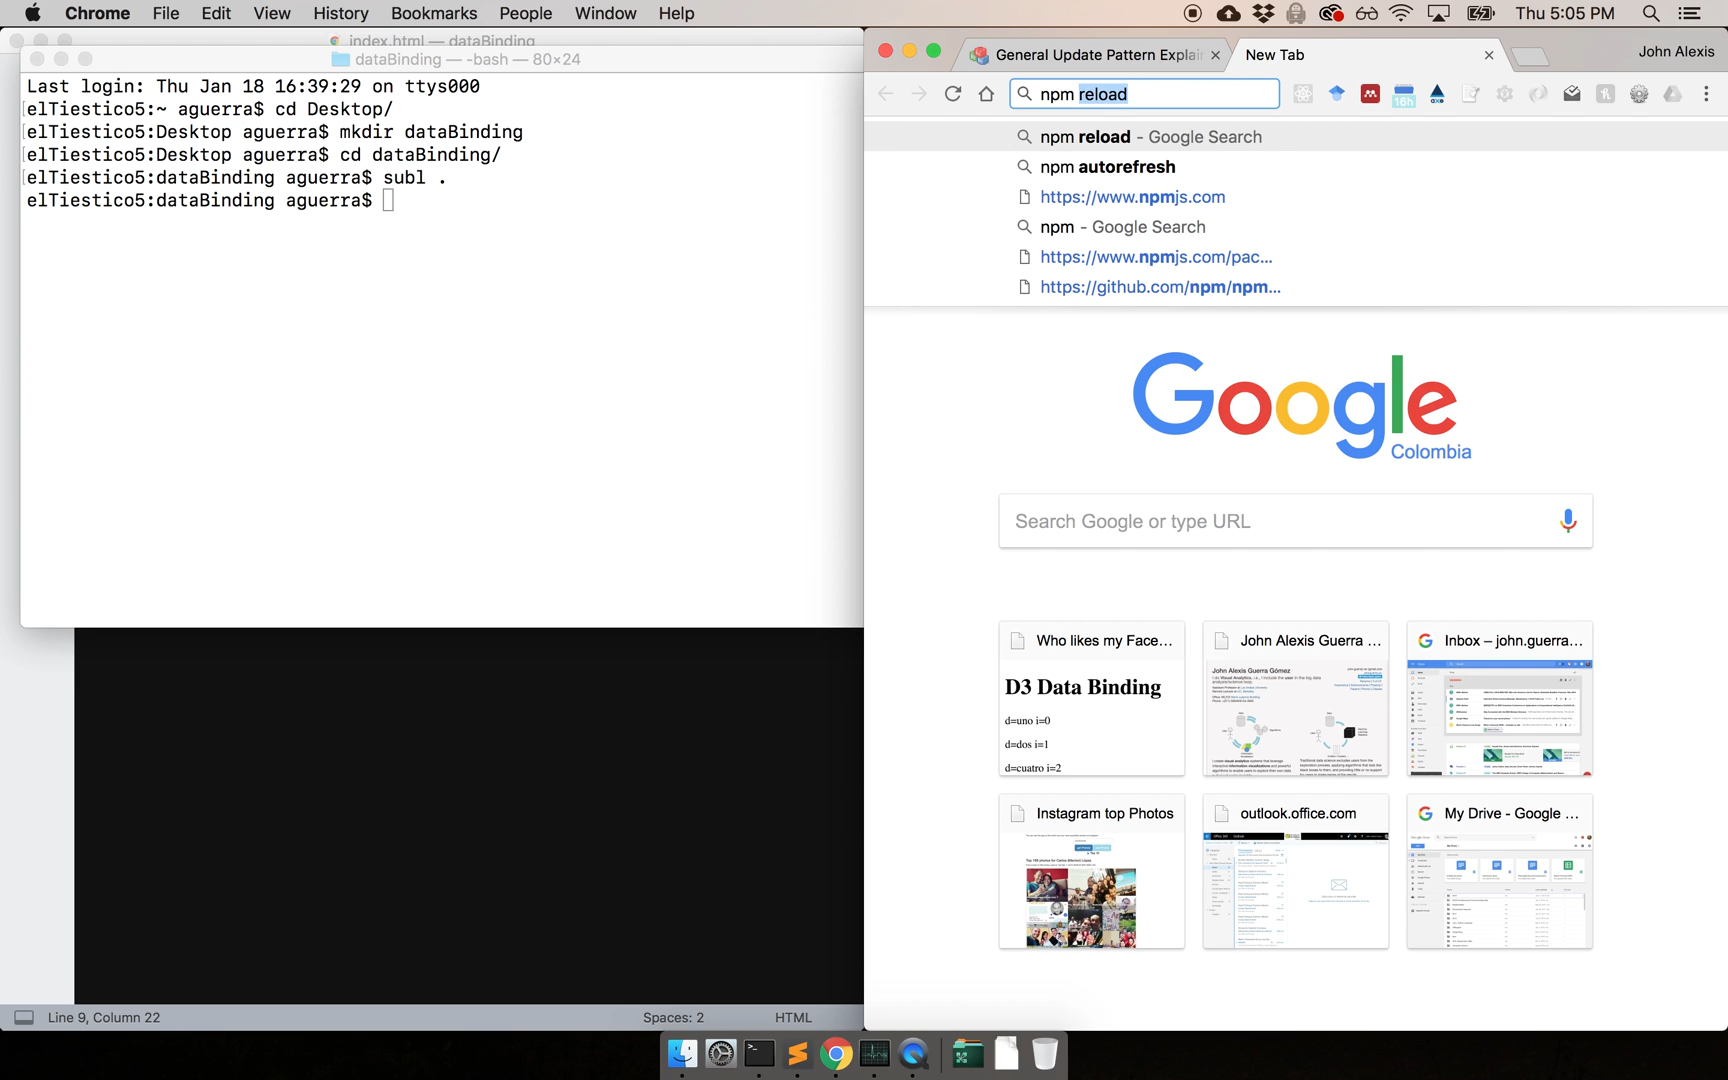 Chrome File Edit View History Bookmarks People Window Help Thu 5:05 PM
index.html — dataBinding
dataBinding — -bash — 80×24
Last login: Thu Jan 18 16:39:29 on ttys000
[elTiestico5:~ aguerra$ cd Desktop/
[elTiestico5:Desktop aguerra$ mkdir dataBinding
[elTiestico5:Desktop aguerra$ cd dataBinding/
[elTiestico5:dataBinding aguerra$ subl .
elTiestico5:dataBinding aguerra$
Line 9, Column 22 Spaces: 2 HTML
General Update Pattern Explai New Tab John Alexis
npm reload
16h
npm reload - Google Search
npm autorefresh
https://www.npmjs.com
npm - Google Search
https://www.npmjs.com/pac...
https://github.com/npm/npm...
Google
Colombia
Search Google or type URL
Who likes my Face...
D3 Data Binding
d=uno i=0
d=dos i=1
d=cuatro i=2
John Alexis Guerra ...
John Alexis Guerra Gómez
Inbox – john.guerra...
Instagram top Photos
outlook.office.com
My Drive - Google ...